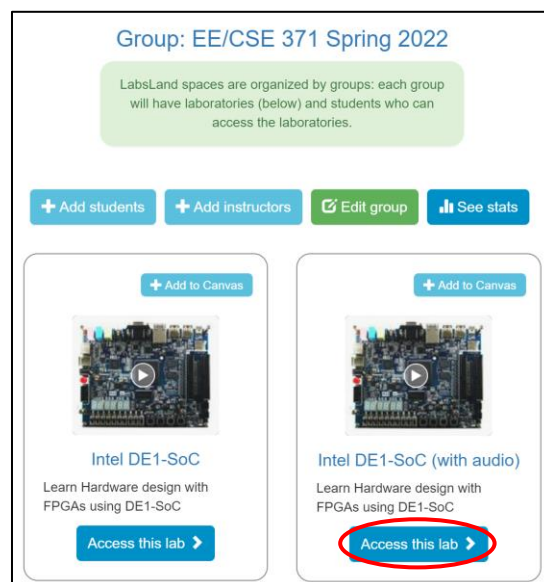 Group: EE/CSE 371 Spring 2022
LabsLand spaces are organized by groups: each group
will have laboratories (below) and students who can
access the laboratories.
Add students
Add instructors
Edit group
See stats
Add to Canvas
Intel DE1-SoC
Learn Hardware design with
FPGAs using DE1-SoC
Access this lab
Add to Canvas
Intel DE1-SoC (with audio)
Learn Hardware design with
FPGAs using DE1-SoC
Access this lab